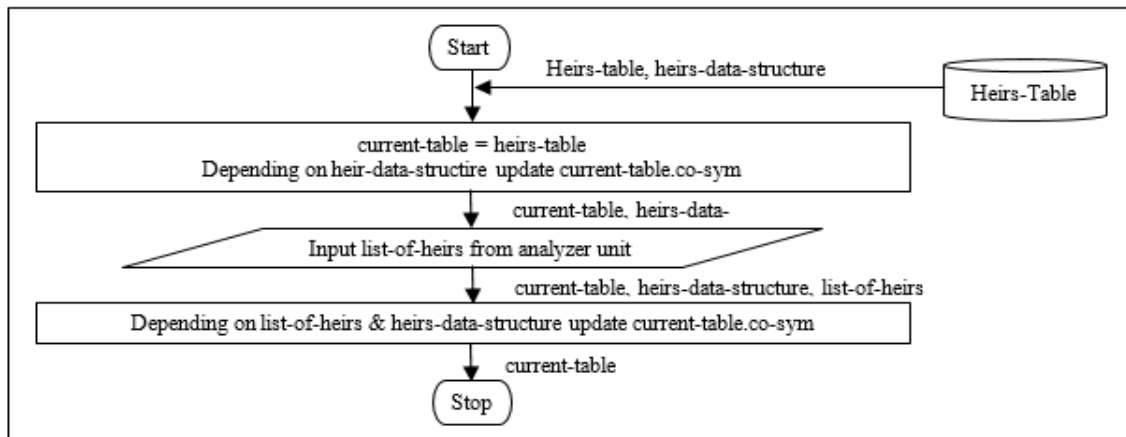 Start
Heirs-table, heirs-data-structure
Heirs-Table
current-table = heirs-table
Depending on heir-data-structire update current-table.co-sym
current-table, heirs-data-
Input list-of-heirs from analyzer unit
current-table, heirs-data-structure, list-of-heirs
Depending on list-of-heirs & heirs-data-structure update current-table.co-sym
current-table
Stop